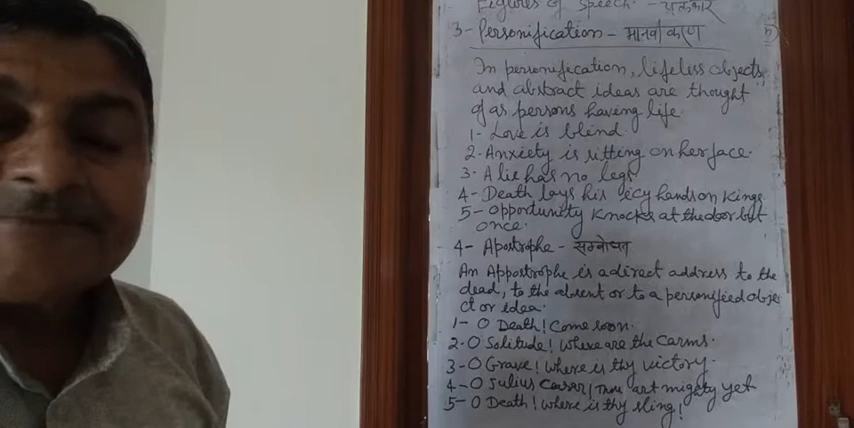 Figures of Speech. - अलंकार
3- Personification - मानवीकरण
In personification, lifeless objects,
and abstract ideas are thought
of as persons having life.
1- Love is blind.
2. Anxiety is sitting on her face.
3- A lie has no legs
4- Death lays his icy hands on kings.
5- Opportunity knocks at the door but
once.
4- Apostrophe - सम्बोधन
An Appostrophe is a direct address to the
dead, to the absent or to a personified obje
ct or idea.
1- O Death! Come soon.
2. O Solitude! Where are the carms.
3- O Grave! where is thy victory.
4- O Julius Caesar! Thou art mighty yet
5- O Death! where is thy sling!